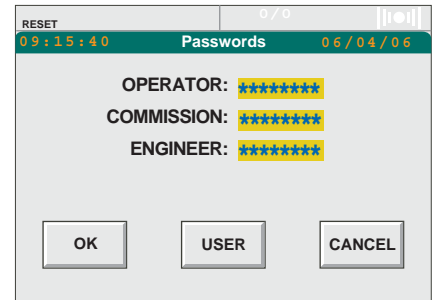 RESET 0/0
09:15:40 Passwords 06/04/06
OPERATOR: ********
COMMISSION: ********
ENGINEER: ********
OK USER CANCEL